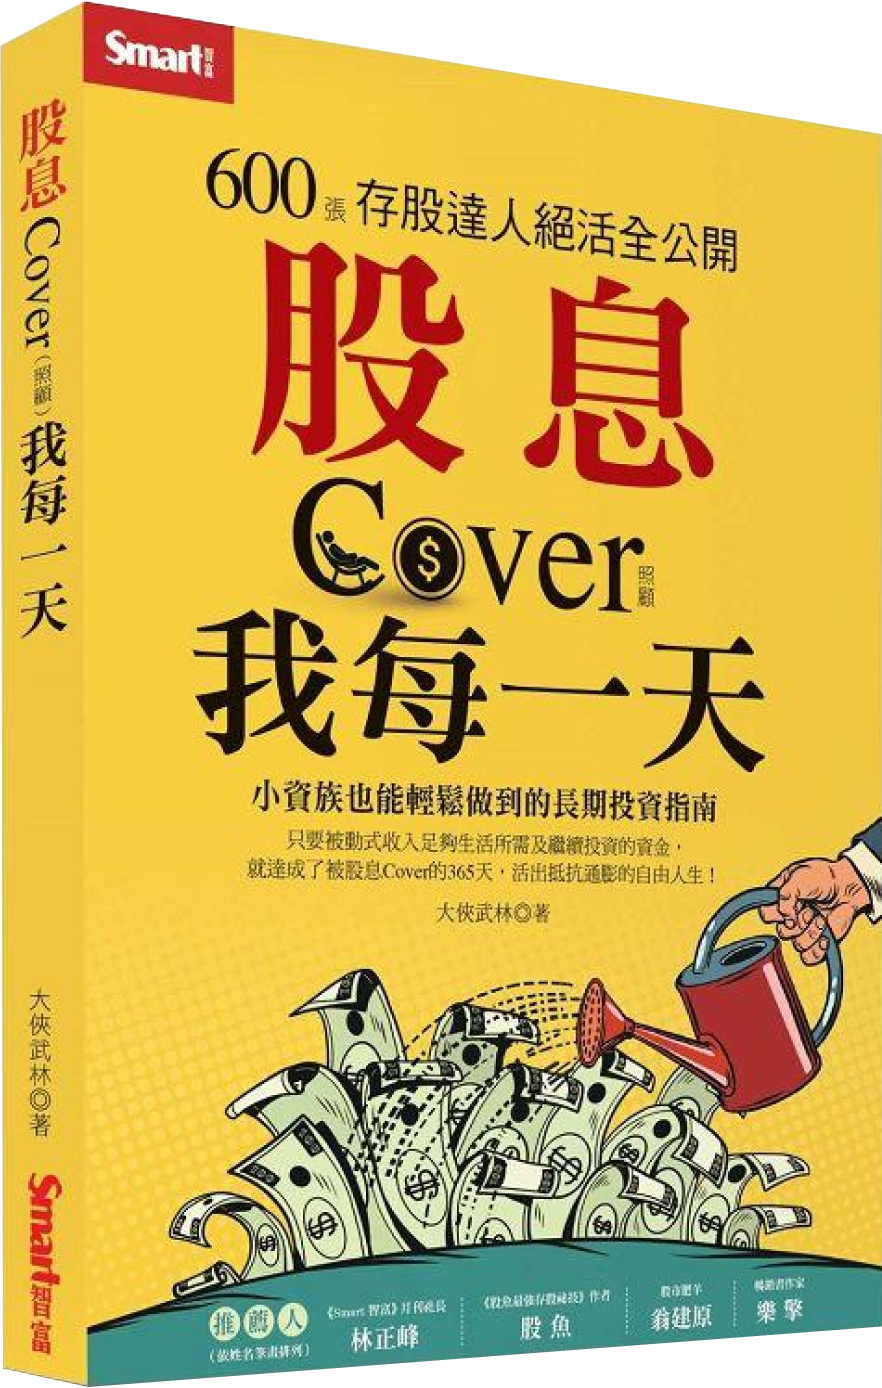 Smart智富
600張 存股達人絕活全公開
股息
Cover照顧
我每一天
小資族也能輕鬆做到的長期投資指南
只要被動式收入足夠生活所需及繼續投資的資金，
就達成了被股息Cover的365天，活出抵抗通膨的自由人生！
大俠武林◎著
推薦人
（依姓名筆畫排列）
《Smart 智富》月刊社長
林正峰
《股魚最強存股祕技》作者
股魚
股市肥羊
翁建原
暢銷書作家
樂擎
股息Cover（照顧）我每一天
大俠武林◎著
Smart智富